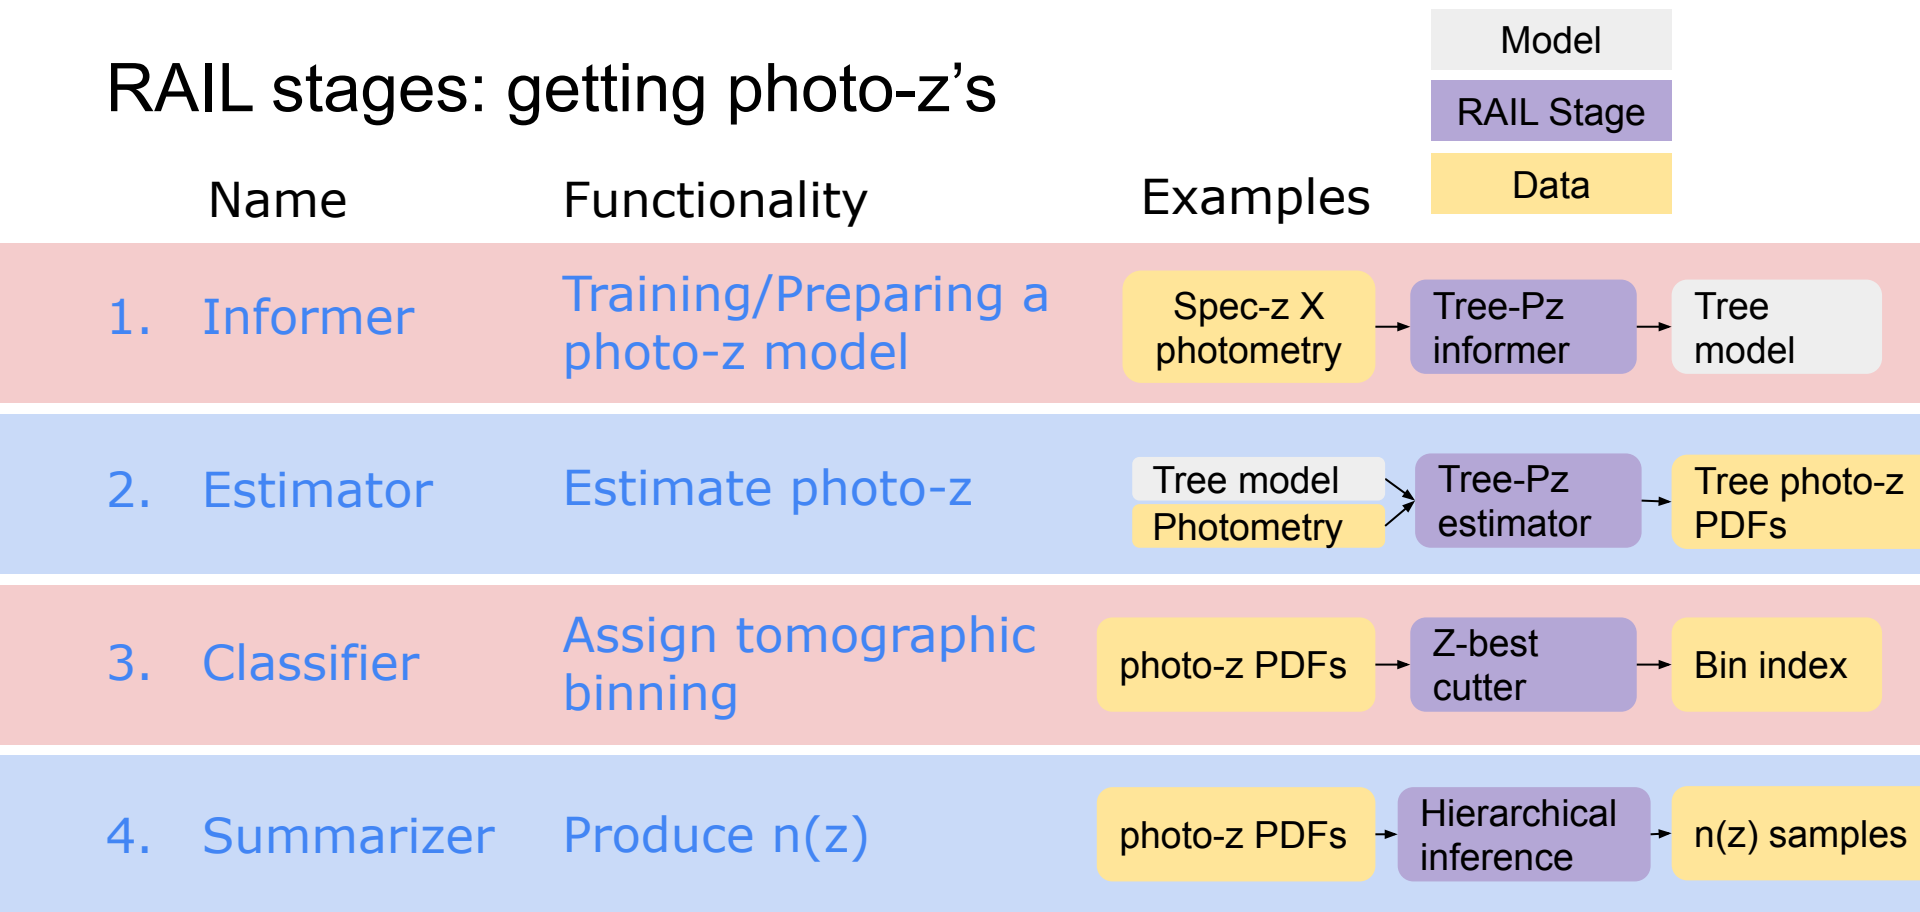 RAIL stages: getting photo-z’s
Model
RAIL Stage
Data
Name
Functionality
Examples
1. Informer
Training/Preparing a
photo-z model
Spec-z X
photometry
Tree-Pz
informer
Tree
model
2. Estimator
Estimate photo-z
Tree model
Photometry
Tree-Pz
estimator
Tree photo-z
PDFs
3. Classifier
Assign tomographic
binning
photo-z PDFs
Z-best
cutter
Bin index
4. Summarizer
Produce n(z)
photo-z PDFs
Hierarchical
inference
n(z) samples